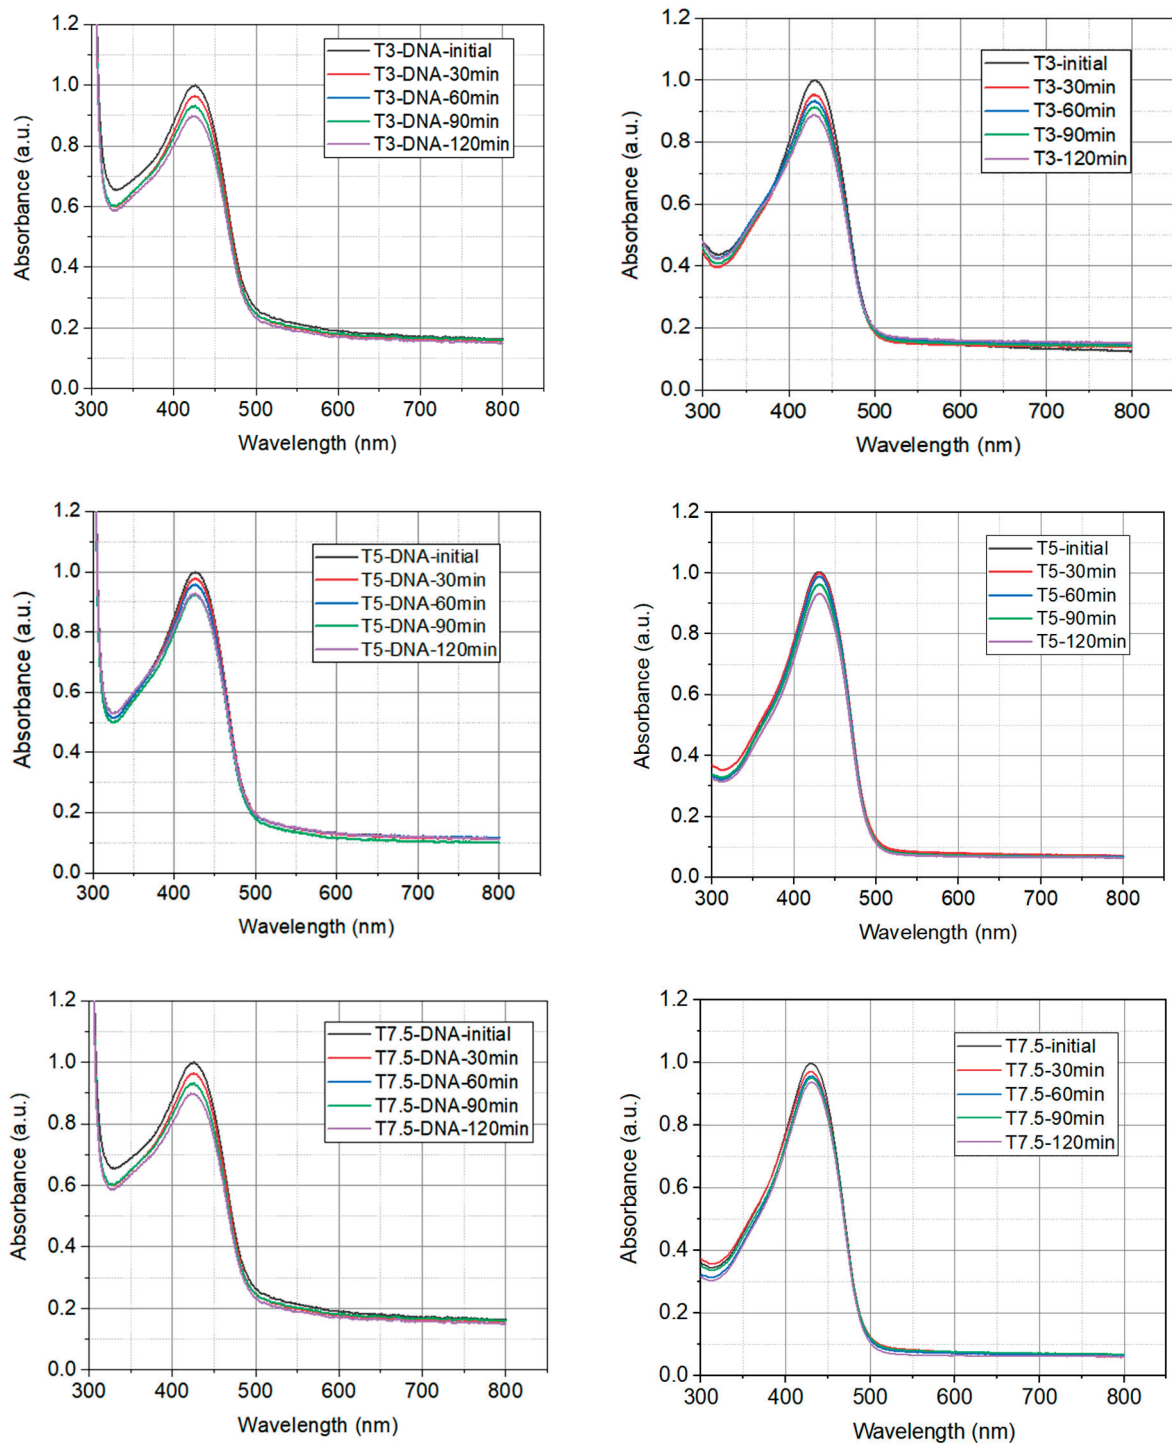 1.2
1.0
0.8
0.6
0.4
0.2
0.0
Absorbance (a.u.)
T3-DNA-initial
T3-DNA-30min
T3-DNA-60min
T3-DNA-90min
T3-DNA-120min
300 400 500 600 700 800
Wavelength (nm)
1.2
1.0
0.8
0.6
0.4
0.2
0.0
Absorbance (a.u.)
T3-initial
T3-30min
T3-60min
T3-90min
T3-120min
300 400 500 600 700 800
Wavelength (nm)
1.2
1.0
0.8
0.6
0.4
0.2
0.0
Absorbance (a.u.)
T5-DNA-initial
T5-DNA-30min
T5-DNA-60min
T5-DNA-90min
T5-DNA-120min
300 400 500 600 700 800
Wavelength (nm)
1.2
1.0
0.8
0.6
0.4
0.2
0.0
Absorbance (a.u.)
T5-initial
T5-30min
T5-60min
T5-90min
T5-120min
300 400 500 600 700 800
Wavelength (nm)
1.2
1.0
0.8
0.6
0.4
0.2
0.0
Absorbance (a.u.)
T7.5-DNA-initial
T7.5-DNA-30min
T7.5-DNA-60min
T7.5-DNA-90min
T7.5-DNA-120min
300 400 500 600 700 800
Wavelength (nm)
1.2
1.0
0.8
0.6
0.4
0.2
0.0
Absorbance (a.u.)
T7.5-initial
T7.5-30min
T7.5-60min
T7.5-90min
T7.5-120min
300 400 500 600 700 800
Wavelength (nm)